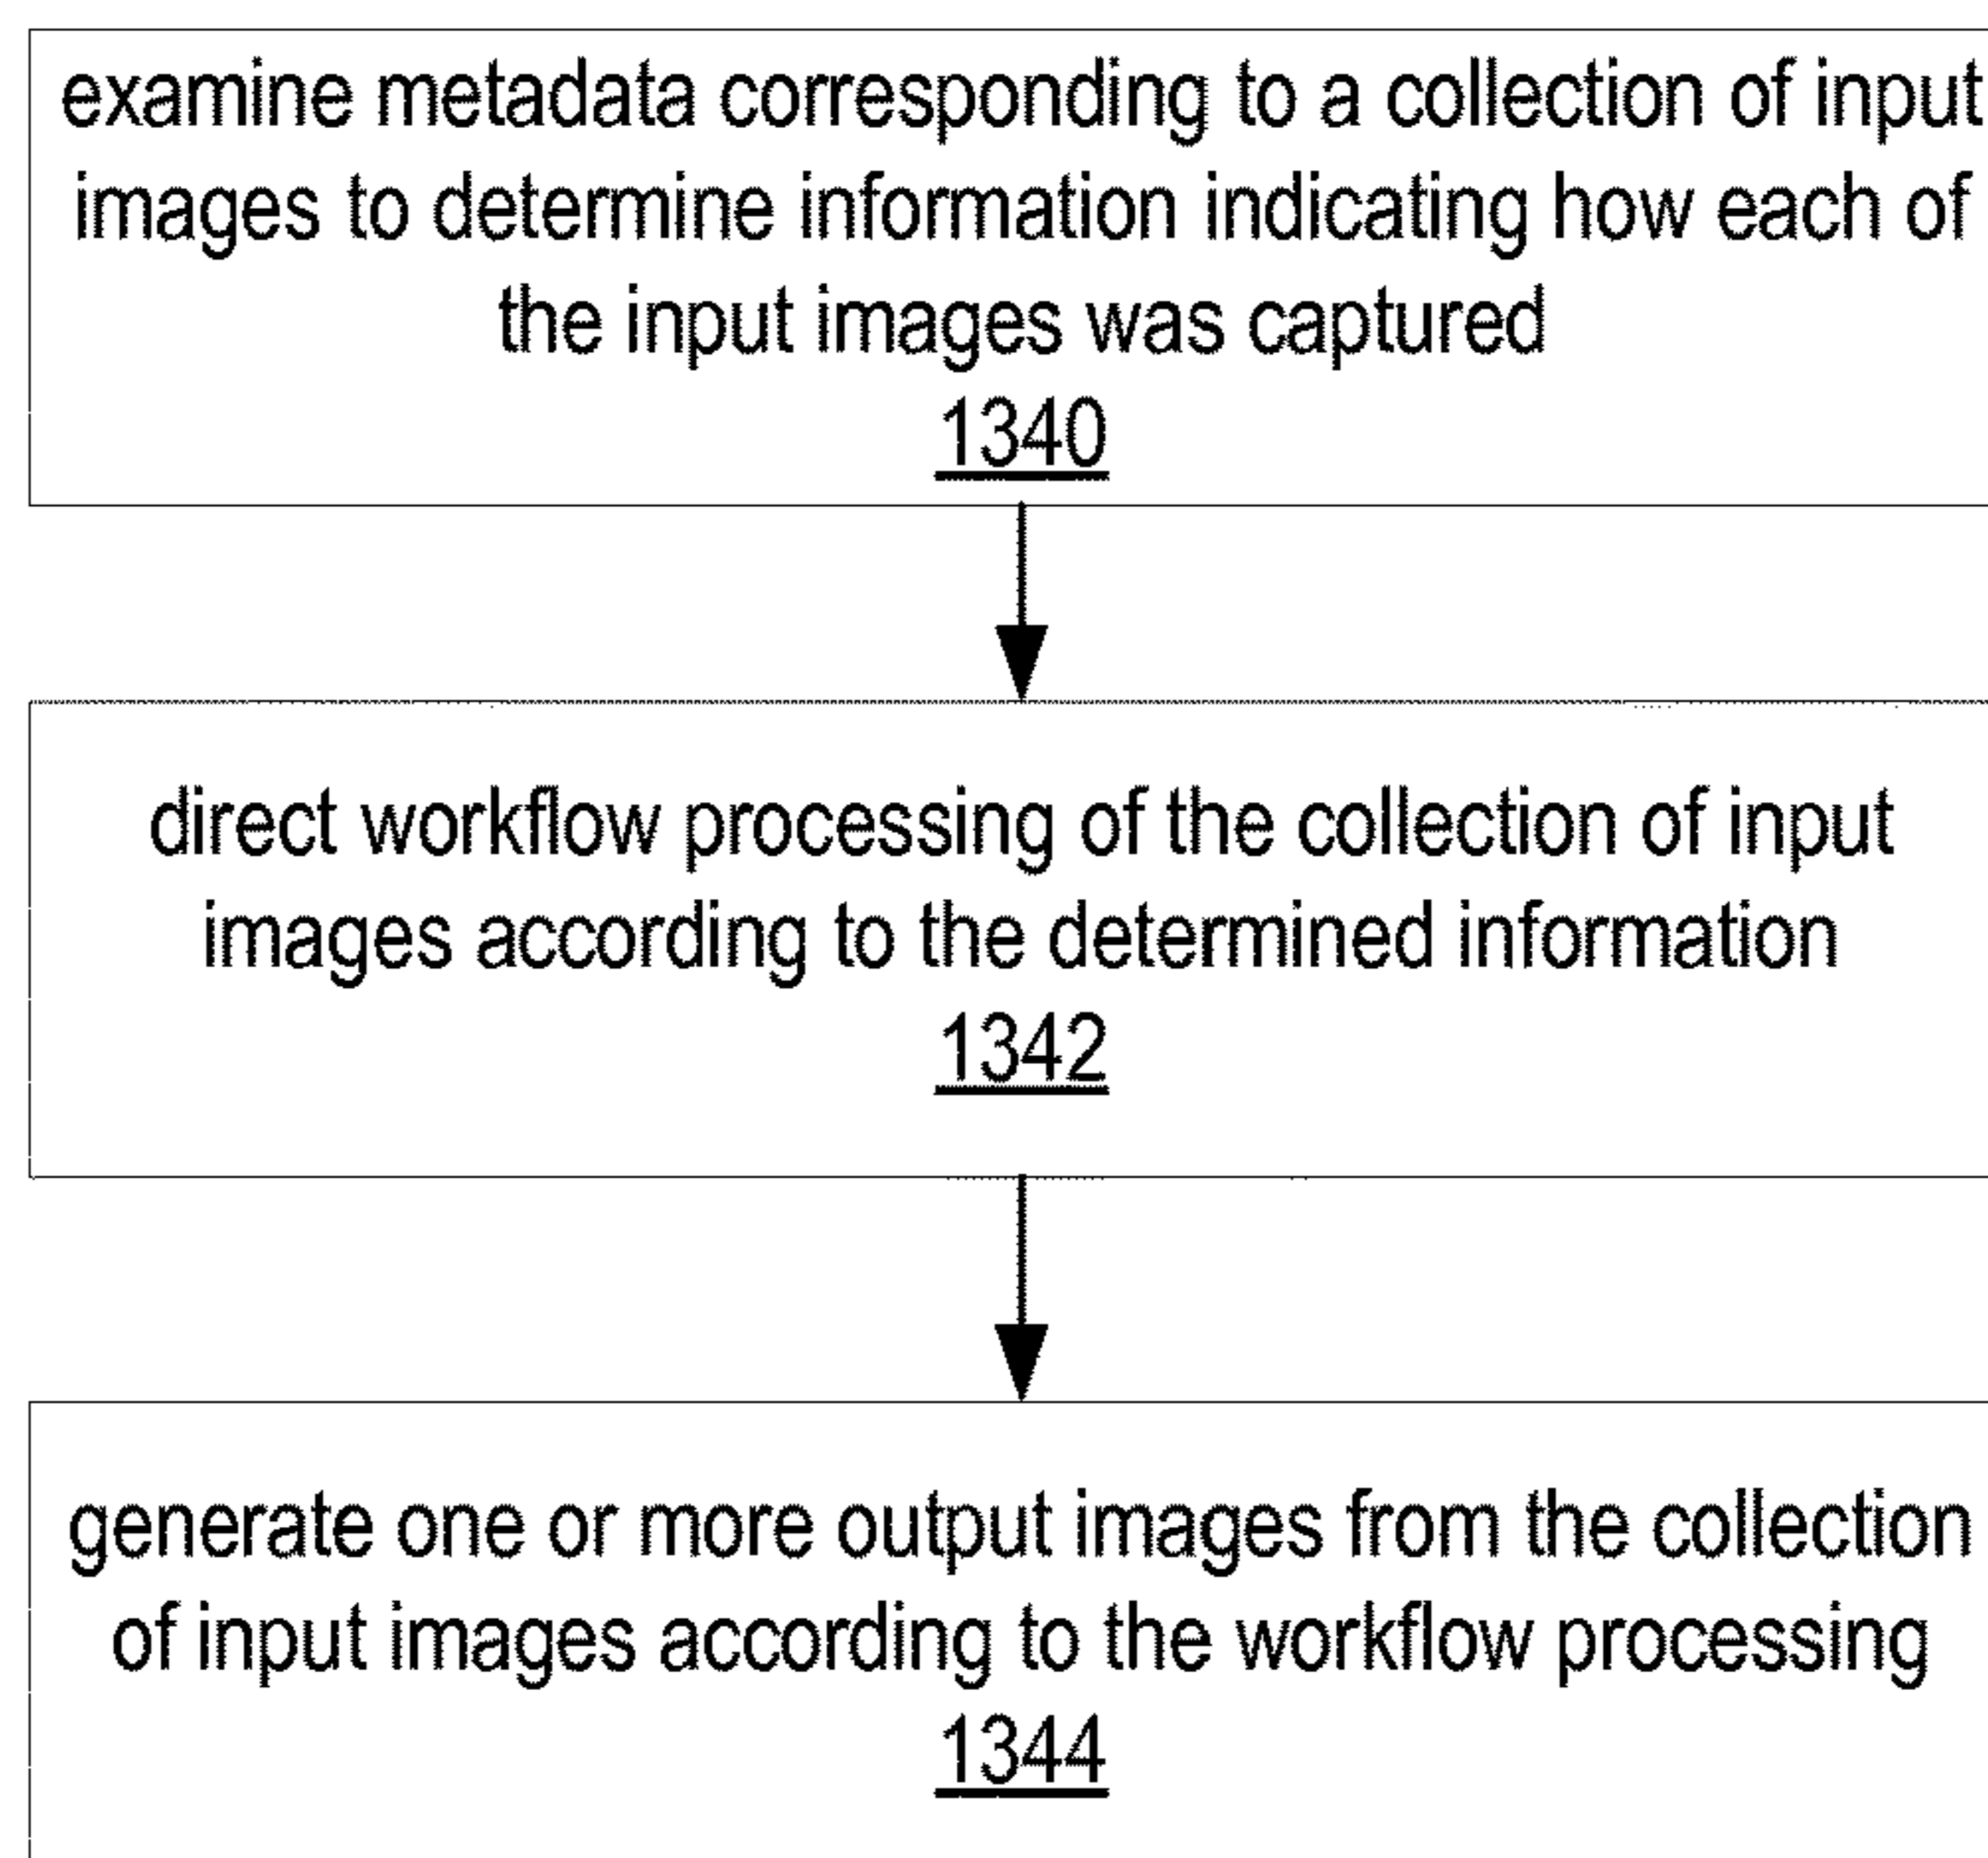 examine metadata corresponding to a collection of input
images to determine information indicating how each of
the input images was captured
1340
direct workflow processing of the collection of input
images according to the determined information
1342
generate one or more output images from the collection
of input images according to the workflow processing
1344